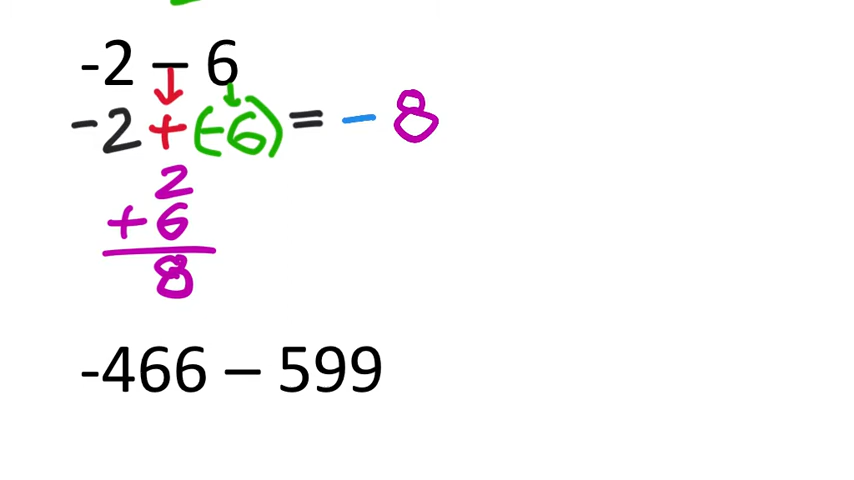 -2 – 6
-2 + (-6) = - 8
2
+ 6
8
-466 – 599